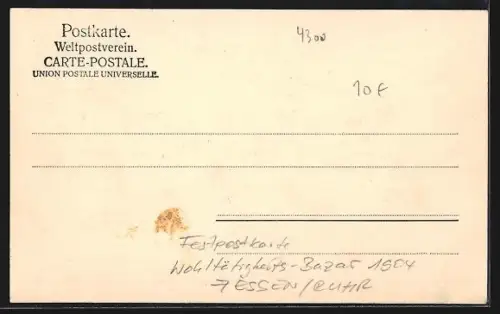 Postkarte.
Weltpostverein.
CARTE-POSTALE.
UNION POSTALE UNIVERSELLE.
4300
10€
Festpostkarte
Wohltätigkeits-Bazar 1904
→ ESSEN/RUHR